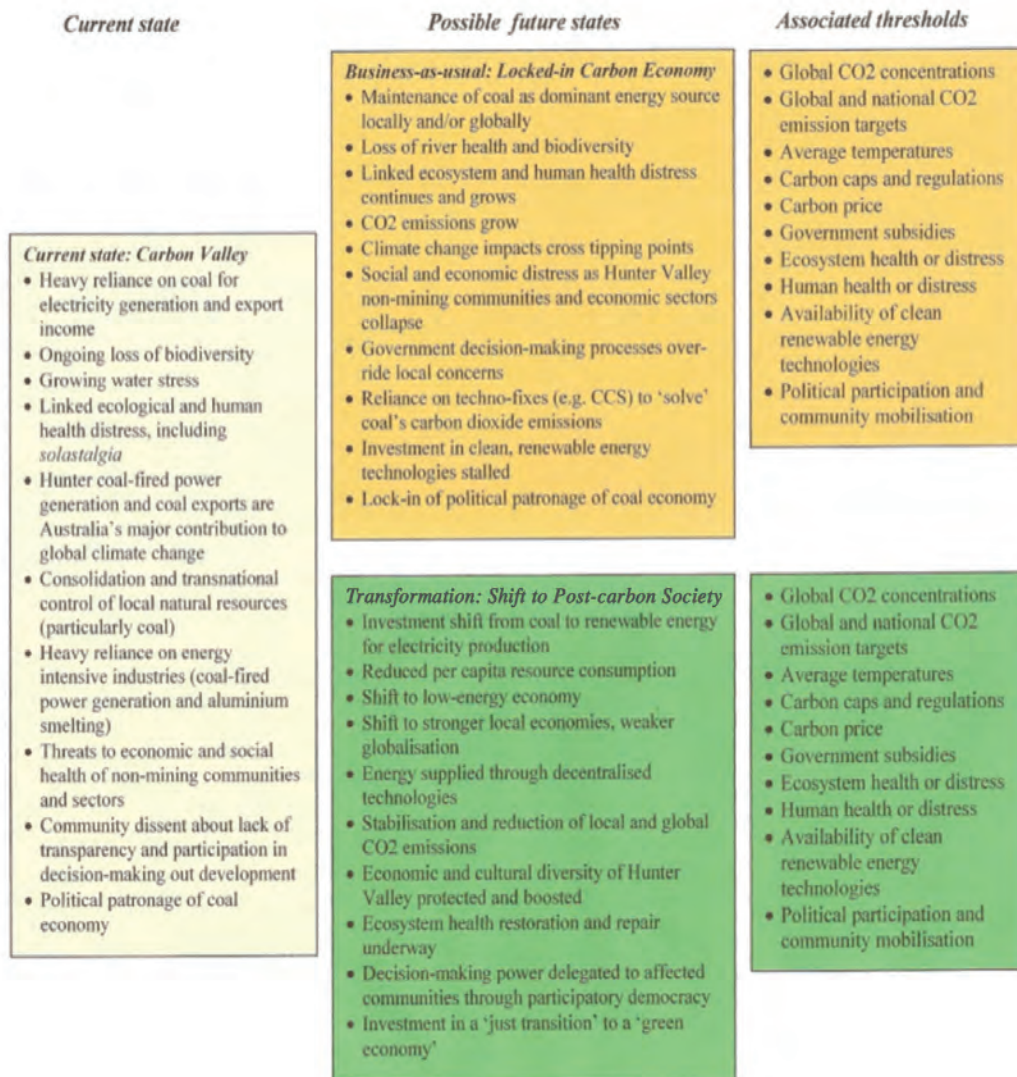 Current state
Possible future states
Associated thresholds
Current state: Carbon Valley
• Heavy reliance on coal for
electricity generation and export
income
• Ongoing loss of biodiversity
• Growing water stress
• Linked ecological and human
health distress, including
solastalgia
• Hunter coal-fired power
generation and coal exports are
Australia's major contribution to
global climate change
• Consolidation and transnational
control of local natural resources
(particularly coal)
• Heavy reliance on energy
intensive industries (coal-fired
power generation and aluminium
smelting)
• Threats to economic and social
health of non-mining communities
and sectors
• Community dissent about lack of
transparency and participation in
decision-making out development
• Political patronage of coal
economy
Business-as-usual: Locked-in Carbon Economy
• Maintenance of coal as dominant energy source
locally and/or globally
• Loss of river health and biodiversity
• Linked ecosystem and human health distress
continues and grows
• CO2 emissions grow
• Climate change impacts cross tipping points
• Social and economic distress as Hunter Valley
non-mining communities and economic sectors
collapse
• Government decision-making processes over-
ride local concerns
• Reliance on techno-fixes (e.g. CCS) to 'solve'
coal's carbon dioxide emissions
• Investment in clean, renewable energy
technologies stalled
• Lock-in of political patronage of coal economy
• Global CO2 concentrations
• Global and national CO2
emission targets
• Average temperatures
• Carbon caps and regulations
• Carbon price
• Government subsidies
• Ecosystem health or distress
• Human health or distress
• Availability of clean
renewable energy
technologies
• Political participation and
community mobilisation
Transformation: Shift to Post-carbon Society
• Investment shift from coal to renewable energy
for electricity production
• Reduced per capita resource consumption
• Shift to low-energy economy
• Shift to stronger local economies, weaker
globalisation
• Energy supplied through decentralised
technologies
• Stabilisation and reduction of local and global
CO2 emissions
• Economic and cultural diversity of Hunter
Valley protected and boosted
• Ecosystem health restoration and repair
underway
• Decision-making power delegated to affected
communities through participatory democracy
• Investment in a 'just transition' to a 'green
economy'
• Global CO2 concentrations
• Global and national CO2
emission targets
• Average temperatures
• Carbon caps and regulations
• Carbon price
• Government subsidies
• Ecosystem health or distress
• Human health or distress
• Availability of clean
renewable energy
technologies
• Political participation and
community mobilisation